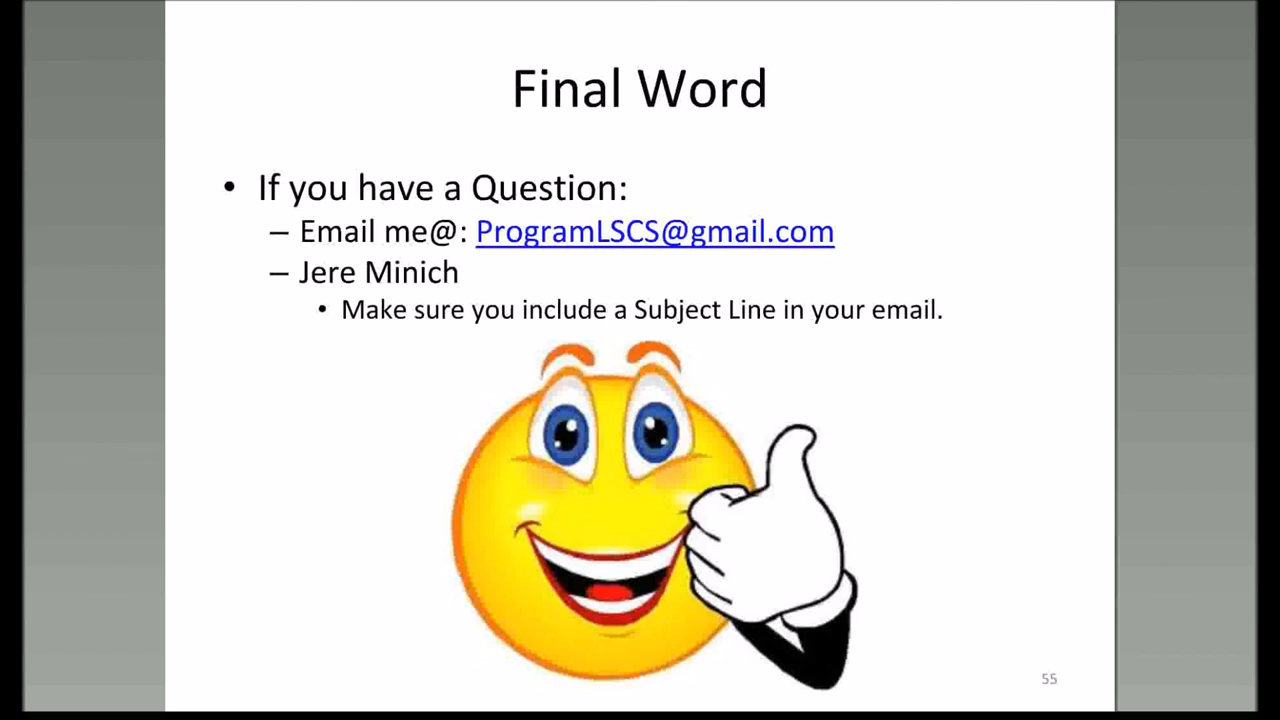 Final Word
• If you have a Question:
– Email me@: ProgramLSCS@gmail.com
– Jere Minich
• Make sure you include a Subject Line in your email.
55